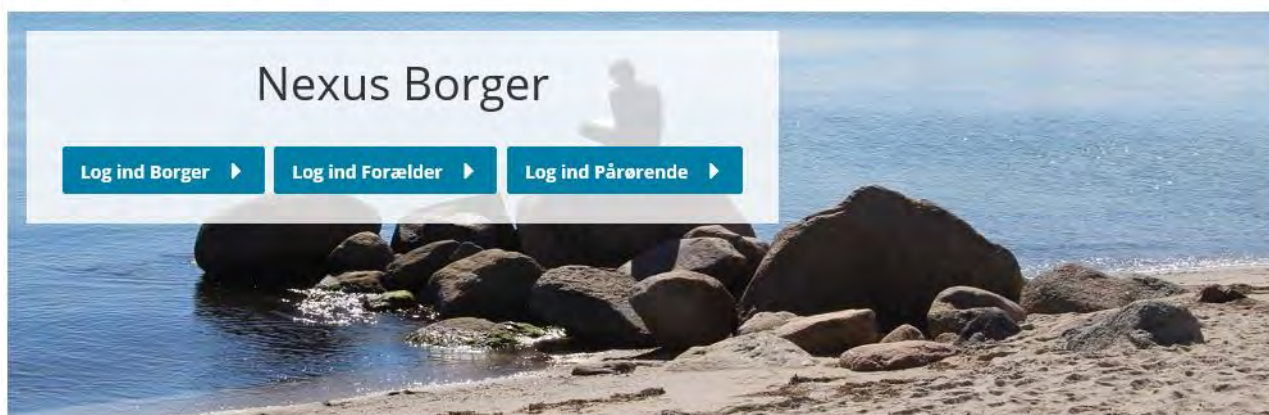 Nexus Borger
Log ind Borger
Log ind Forælder
Log ind Pårørende